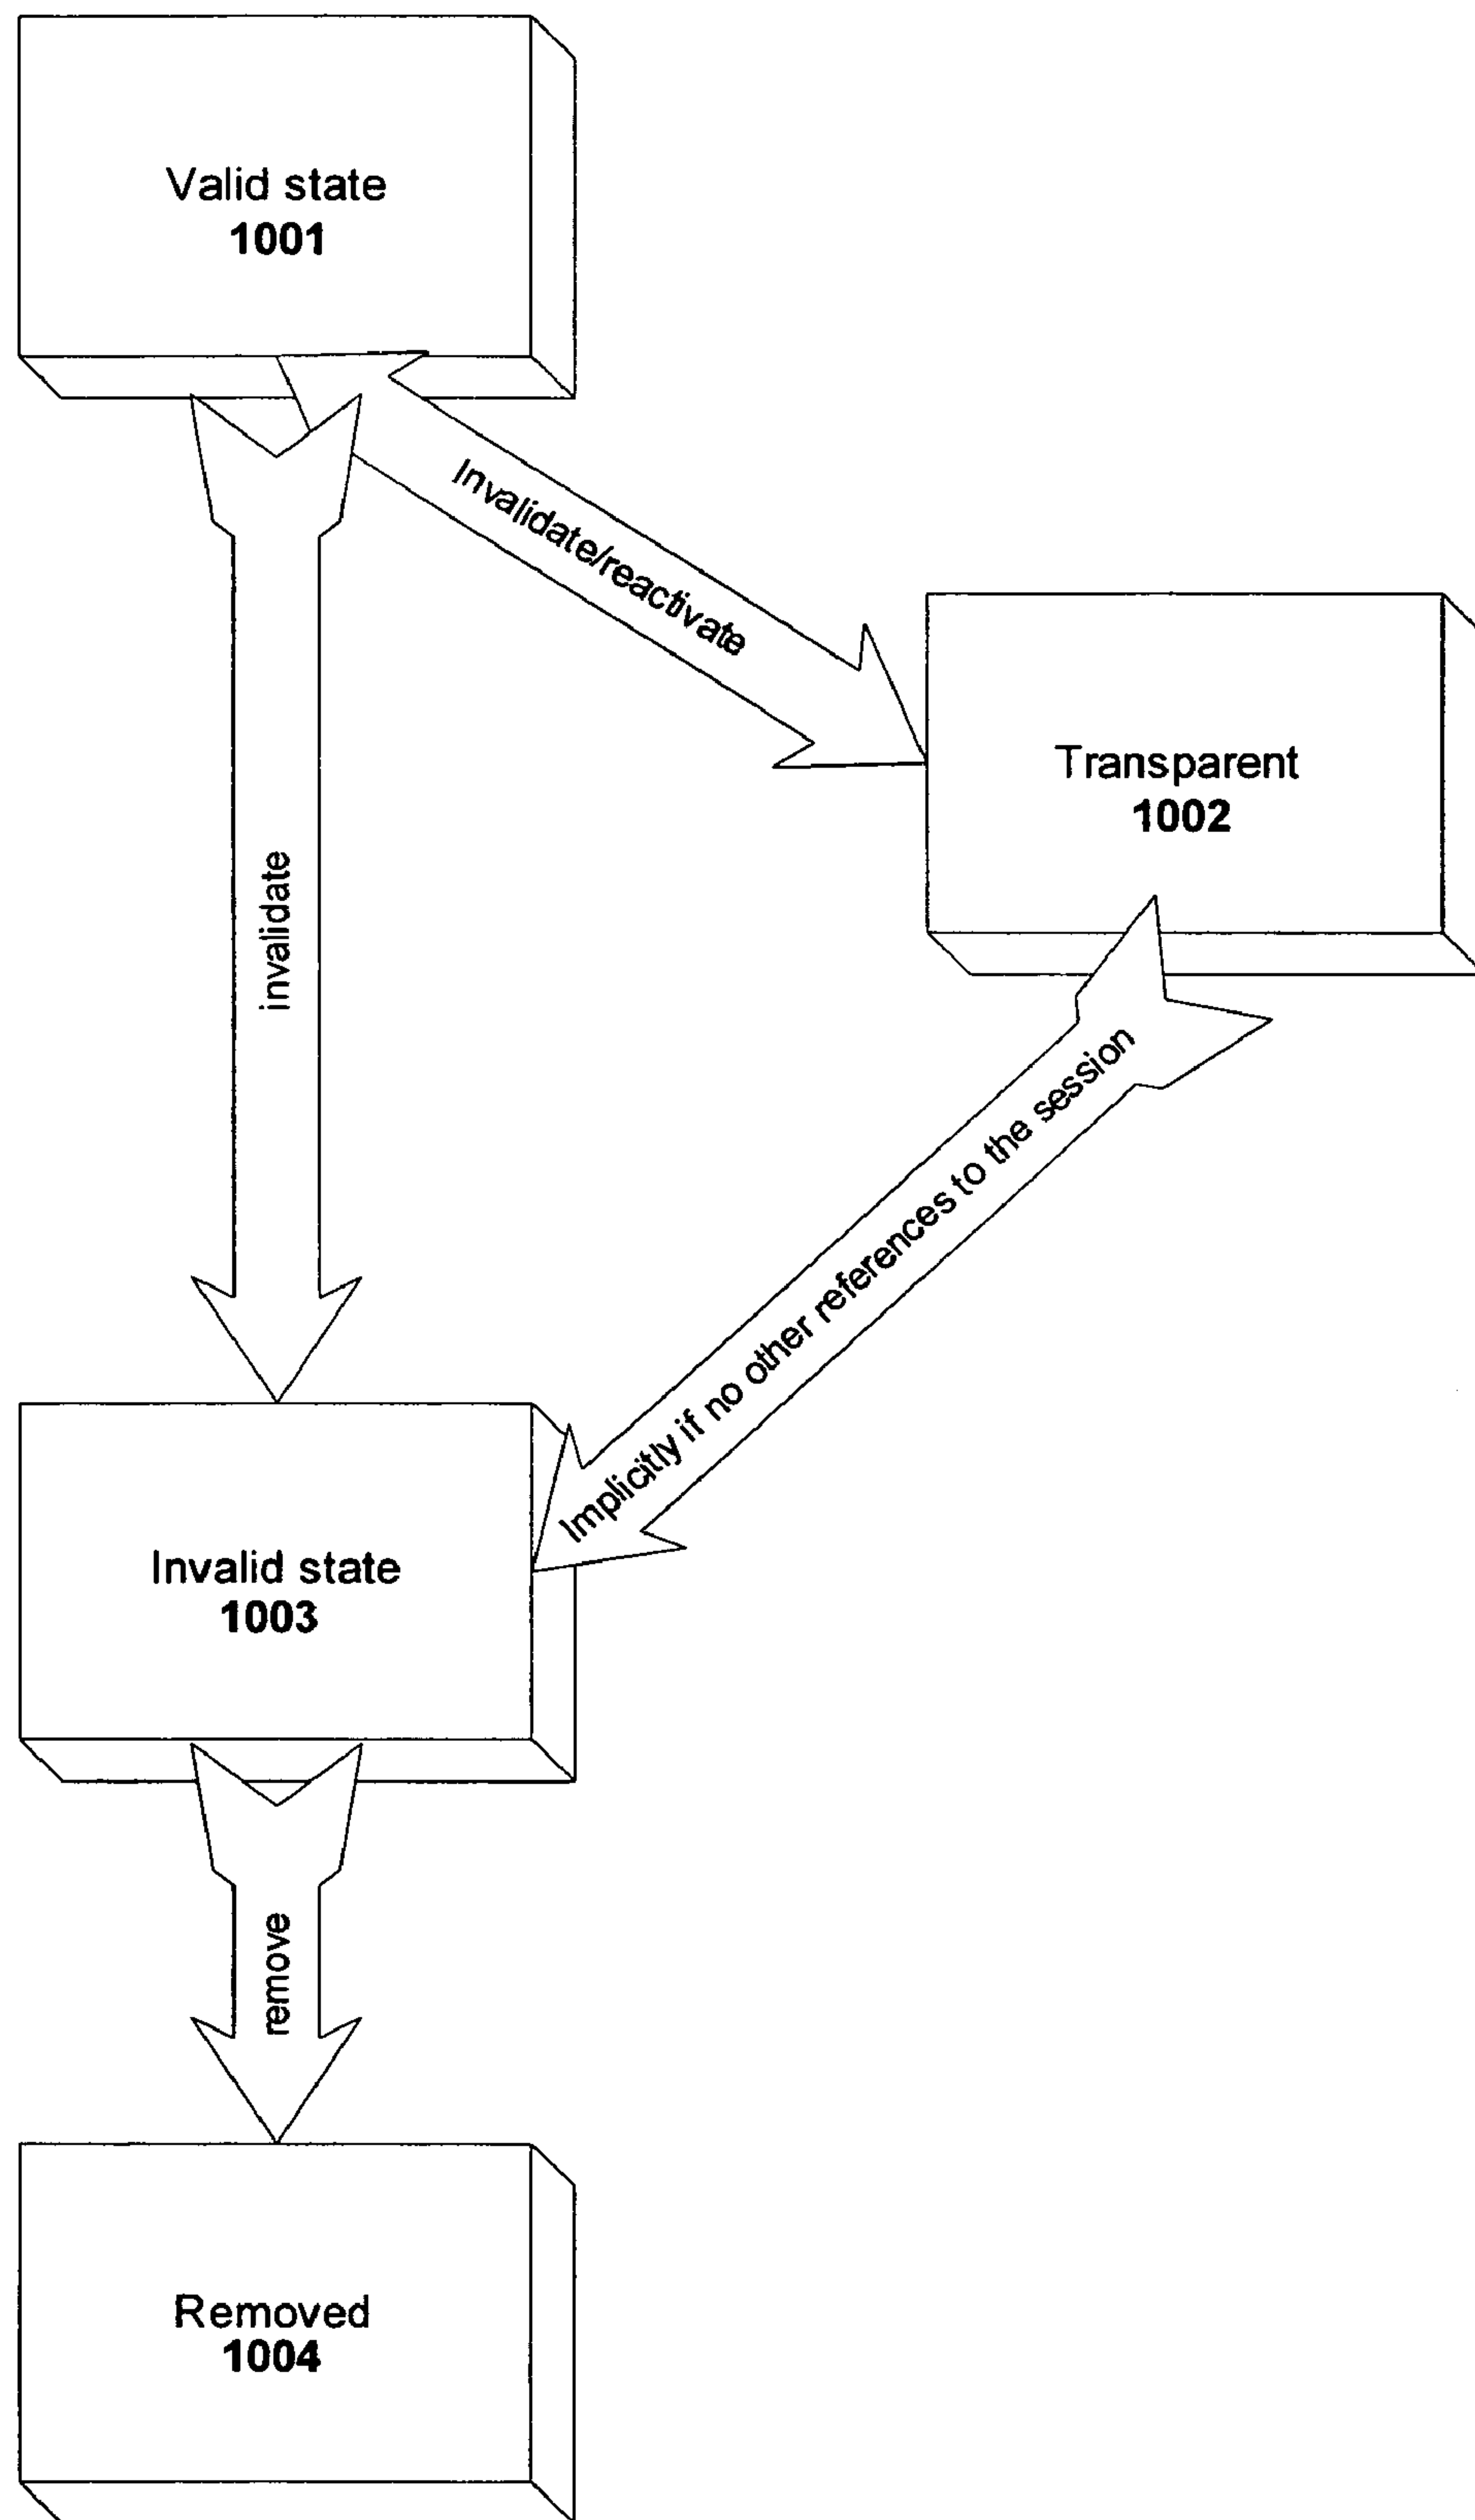 Valid state
1001
Invalidate/reactivate
Transparent
1002
invalidate
Implicitly if no other references to the session
Invalid state
1003
remove
Removed
1004